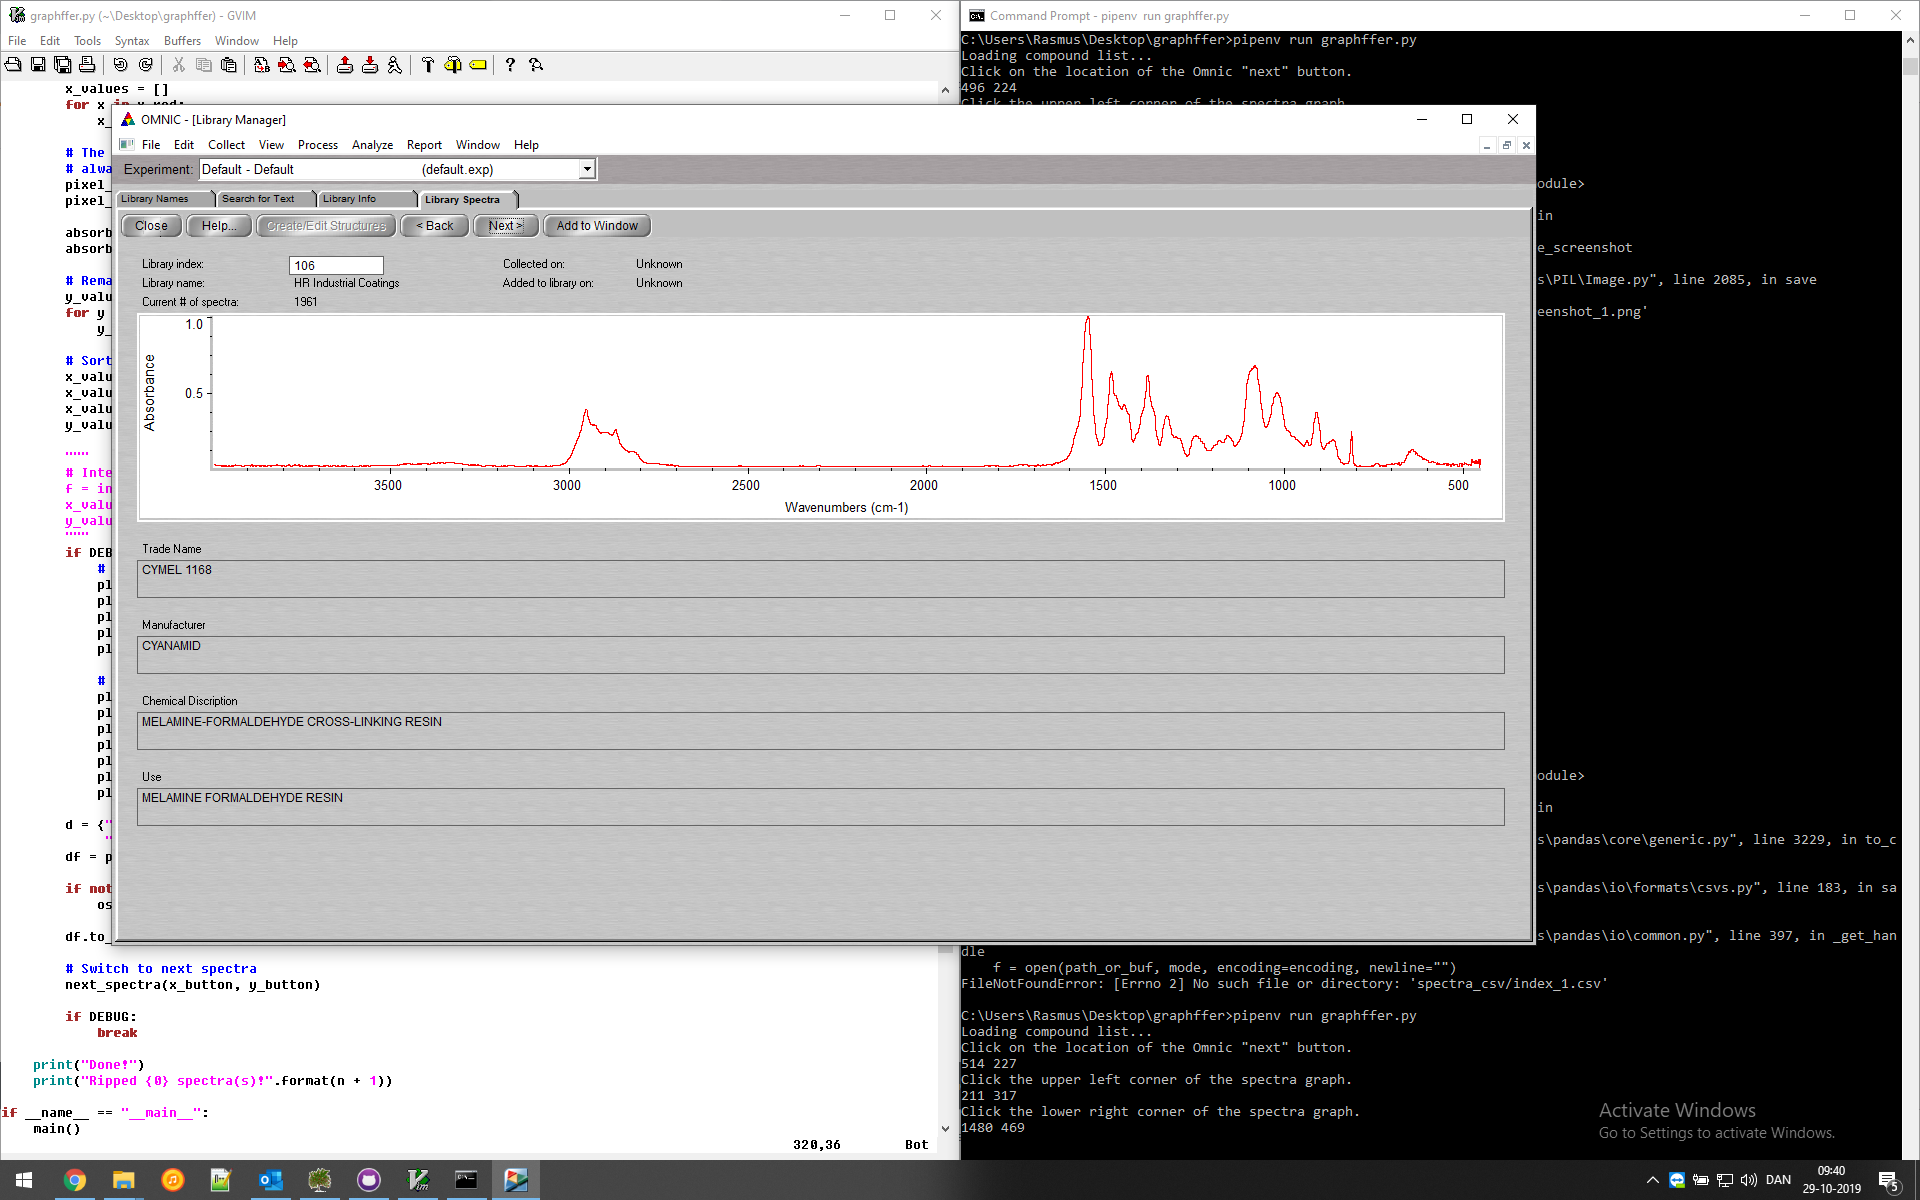 graphffer.py (~\Desktop\graphffer) - GVIM
File Edit Tools Syntax Buffers Window Help
x_values = []
for x in x_red:
x_
# The
# alwa
pixel_
pixel_
absorb
absorb
# Rema
y_valu
for y
y_
# Sort
x_valu
x_valu
x_valu
y_valu
"""
# Inte
f = in
x_valu
y_valu
"""
if DEB
#
pl
pl
pl
pl
pl
#
pl
pl
pl
pl
pl
pl
pl
d = {"
"
df = p
if not
os
df.to_
# Switch to next spectra
next_spectra(x_button, y_button)
if DEBUG:
break
print("Done!")
print("Ripped {0} spectra(s)!".format(n + 1))
if __name__ == "__main__":
main()
320,36 Bot
OMNIC - [Library Manager]
File Edit Collect View Process Analyze Report Window Help
Experiment: Default - Default (default.exp)
Library Names Search for Text Library Info Library Spectra
Close Help... Create/Edit Structures < Back Next > Add to Window
Library index: 106 Collected on: Unknown
Library name: HR Industrial Coatings Added to library on: Unknown
Current # of spectra: 1961
1.0
0.5
Absorbance
3500 3000 2500 2000 1500 1000 500
Wavenumbers (cm-1)
Trade Name
CYMEL 1168
Manufacturer
CYANAMID
Chemical Discription
MELAMINE-FORMALDEHYDE CROSS-LINKING RESIN
Use
MELAMINE FORMALDEHYDE RESIN
Command Prompt - pipenv run graphffer.py
C:\Users\Rasmus\Desktop\graphffer>pipenv run graphffer.py
Loading compound list...
Click on the location of the Omnic "next" button.
496 224
Click the upper left corner of the spectra graph.
odule>
in
e_screenshot
s\PIL\Image.py", line 2085, in save
eenshot_1.png'
odule>
in
s\pandas\core\generic.py", line 3229, in to_c
s\pandas\io\formats\csvs.py", line 183, in sa
s\pandas\io\common.py", line 397, in _get_han
dle
f = open(path_or_buf, mode, encoding=encoding, newline="")
FileNotFoundError: [Errno 2] No such file or directory: 'spectra_csv/index_1.csv'
C:\Users\Rasmus\Desktop\graphffer>pipenv run graphffer.py
Loading compound list...
Click on the location of the Omnic "next" button.
514 227
Click the upper left corner of the spectra graph.
211 317
Click the lower right corner of the spectra graph.
1480 469
Activate Windows
Go to Settings to activate Windows.
DAN
09:40
29-10-2019
5